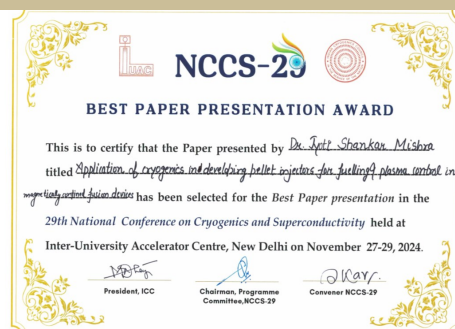 IUAC
NCCS-29
BEST PAPER PRESENTATION AWARD
This is to certify that the Paper presented by Dr. Jyoti Shankar Mishra
titled Application of cryogenics in developing pellet injectors for fuelling & plasma control in
magnetically confined fusion devices has been selected for the Best Paper presentation in the
29th National Conference on Cryogenics and Superconductivity held at
Inter-University Accelerator Centre, New Delhi on November 27-29, 2024.
President, ICC
Chairman, Programme
Committee,NCCS-29
Convener NCCS-29